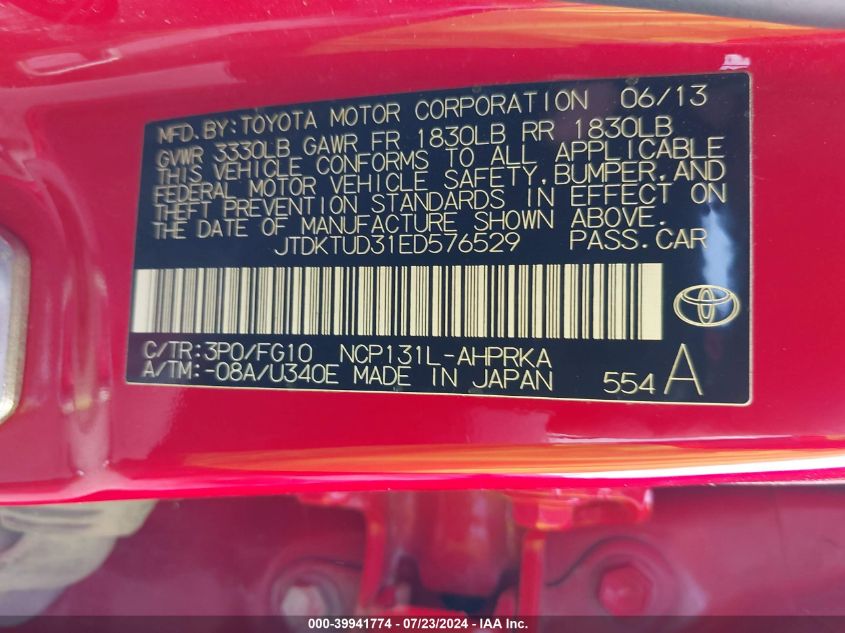 MFD. BY: TOYOTA MOTOR CORPORATION 06/13
GVWR 3330LB GAWR FR 1830LB RR 1830LB
THIS VEHICLE CONFORMS TO ALL APPLICABLE
FEDERAL MOTOR VEHICLE SAFETY, BUMPER, AND
THEFT PREVENTION STANDARDS IN EFFECT ON
THE DATE OF MANUFACTURE SHOWN ABOVE.
JTDKTUD31ED576529 PASS. CAR
C/TR: 3P0/FG10 NCP131L-AHPRKA
A/TM: -08A/U340E MADE IN JAPAN 554 A
000-39941774 / 07/23/2024 - IAA Inc.